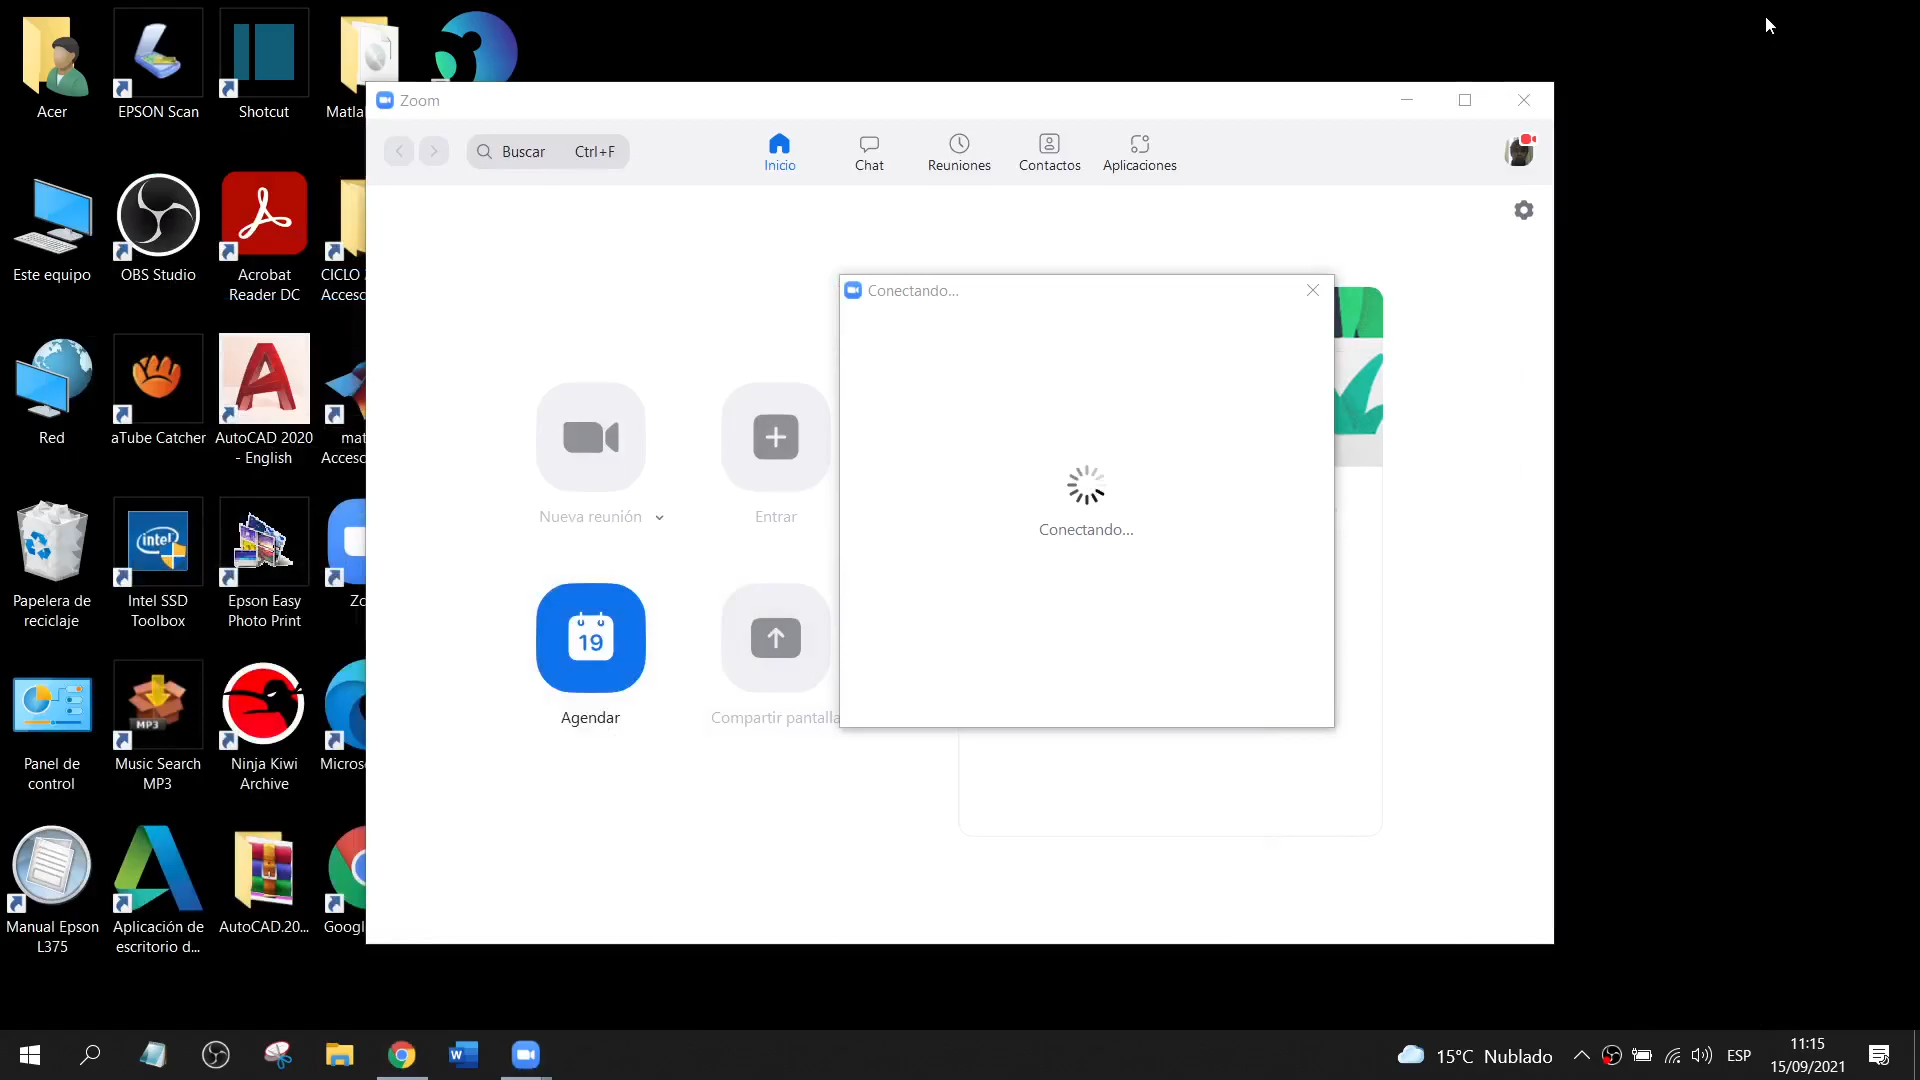 Acer
EPSON Scan
Shotcut
Matla
Este equipo
OBS Studio
Acrobat
Reader DC
CICLO
Acceso
Red
aTube Catcher
AutoCAD 2020
- English
mat
Acceso
Papelera de
reciclaje
intel
Intel SSD
Toolbox
Epson Easy
Photo Print
Zo
Panel de
control
MP3
Music Search
MP3
Ninja Kiwi
Archive
Micros
Manual Epson
L375
Aplicación de
escritorio d...
AutoCAD.20...
Googl
Zoom
Buscar Ctrl+F
Inicio
Chat
Reuniones
Contactos
Aplicaciones
Nueva reunión
Entrar
19
Agendar
Compartir pantalla
Conectando...
Conectando...
15°C Nublado
ESP
11:15
15/09/2021